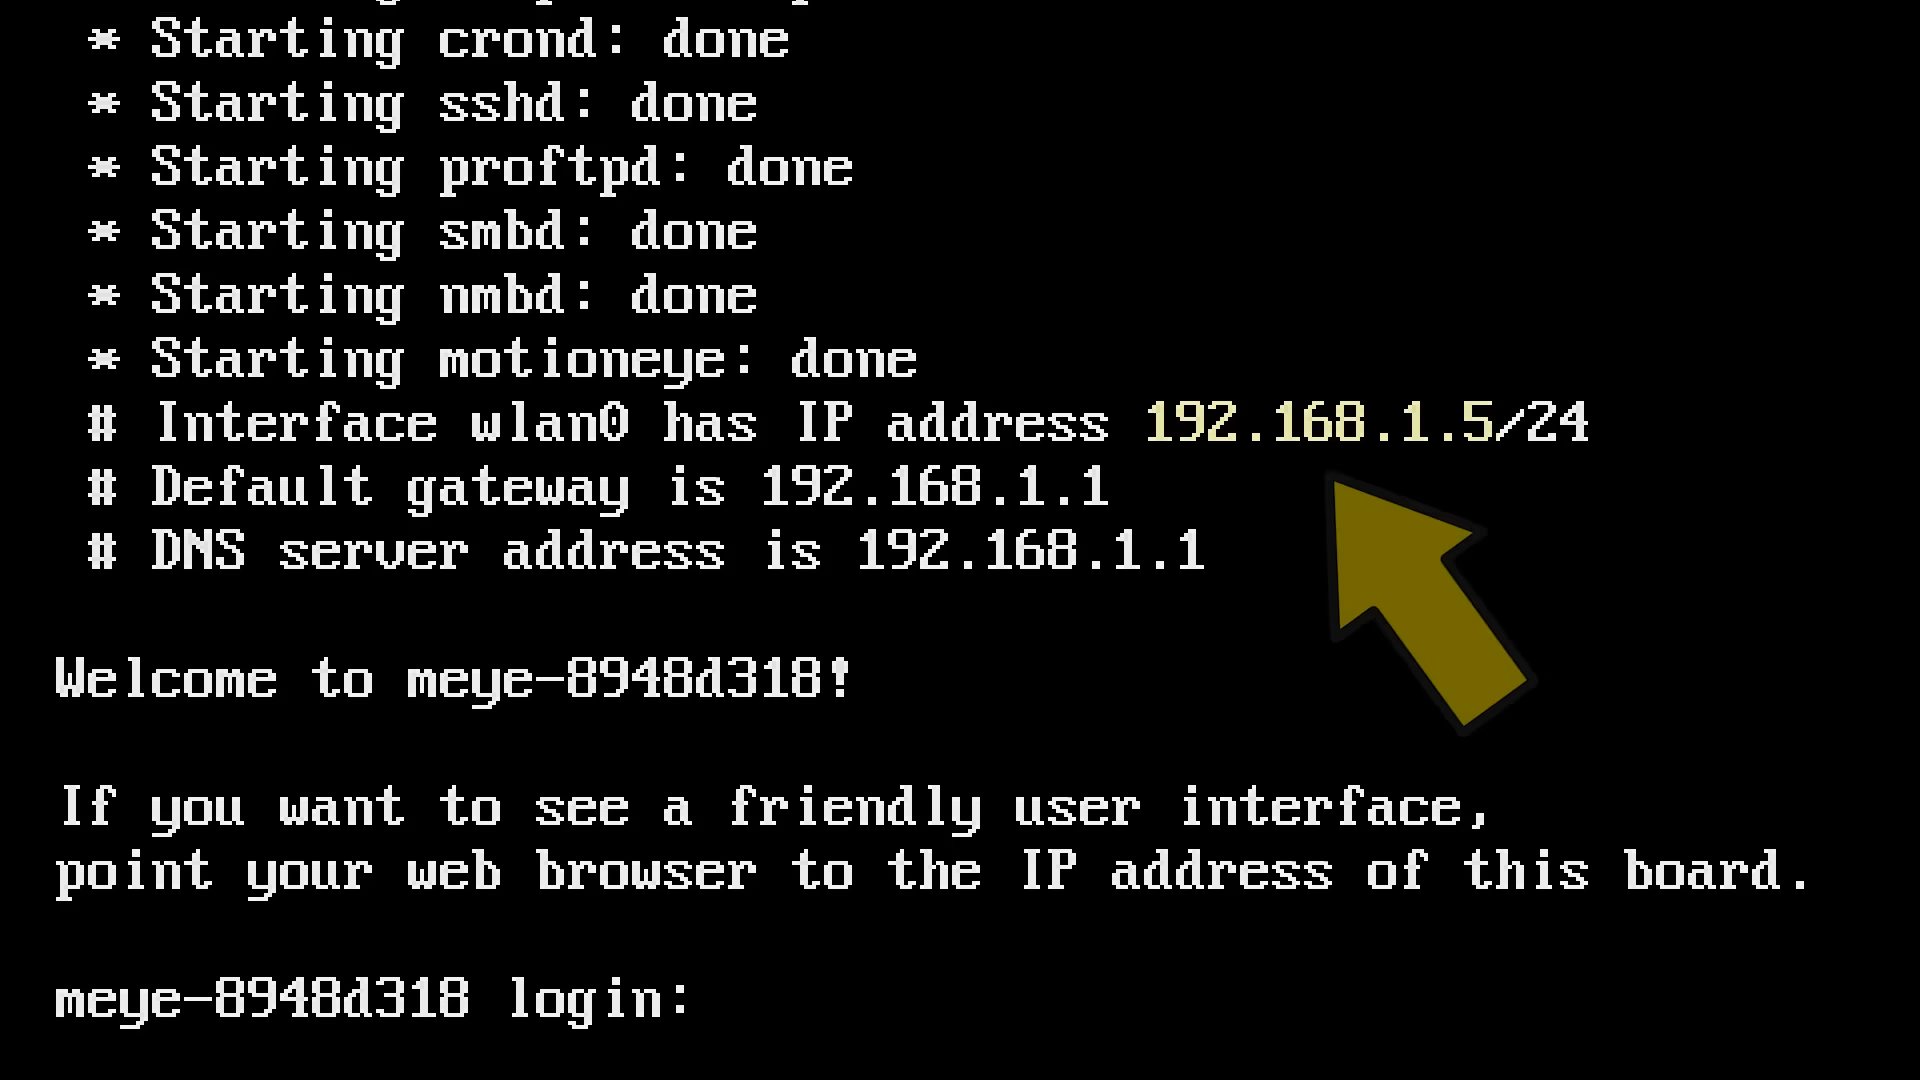 * Starting crond: done
* Starting sshd: done
* Starting proftpd: done
* Starting smbd: done
* Starting nmbd: done
* Starting motioneye: done
# Interface wlan0 has IP address 192.168.1.5/24
# Default gateway is 192.168.1.1
# DNS server address is 192.168.1.1
Welcome to meye-8948d318!
If you want to see a friendly user interface,
point your web browser to the IP address of this board.
meye-8948d318 login: